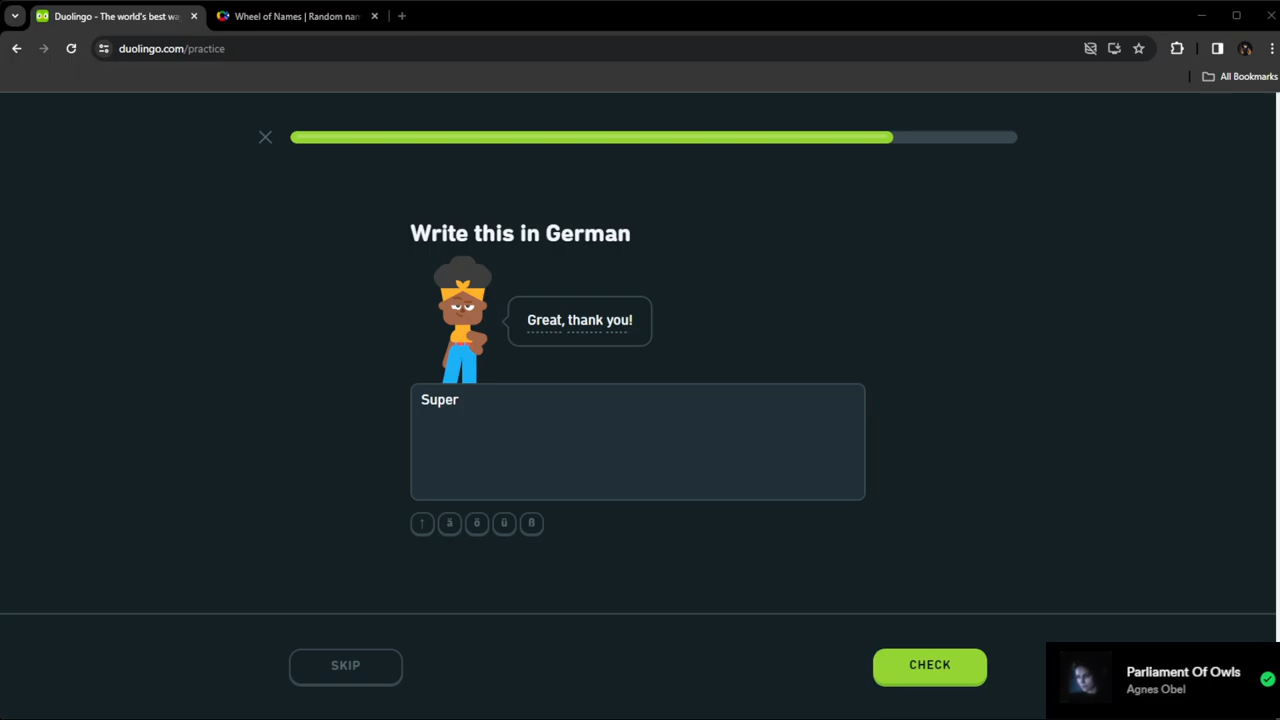 Duolingo - The world's best wa
Wheel of Names | Random nam
duolingo.com/practice
All Bookmarks
Write this in German
Great, thank you!
Super
↑ ä ö ü ß
SKIP
CHECK
Parliament Of Owls
Agnes Obel